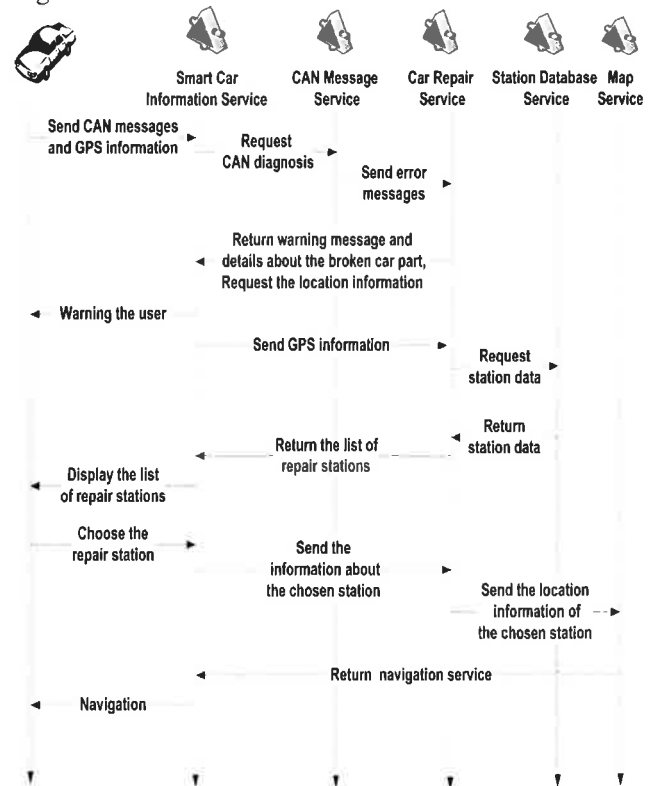 Smart Car
Information Service
CAN Message
Service
Car Repair
Service
Station Database
Service
Map
Service
Send CAN messages
and GPS information
Request
CAN diagnosis
Send error
messages
Return warning message and
details about the broken car part,
Request the location information
Warning the user
Send GPS information
Request
station data
Return
station data
Return the list of
repair stations
Display the list
of repair stations
Choose the
repair station
Send the
information about
the chosen station
Send the location
information of
the chosen station
Return navigation service
Navigation